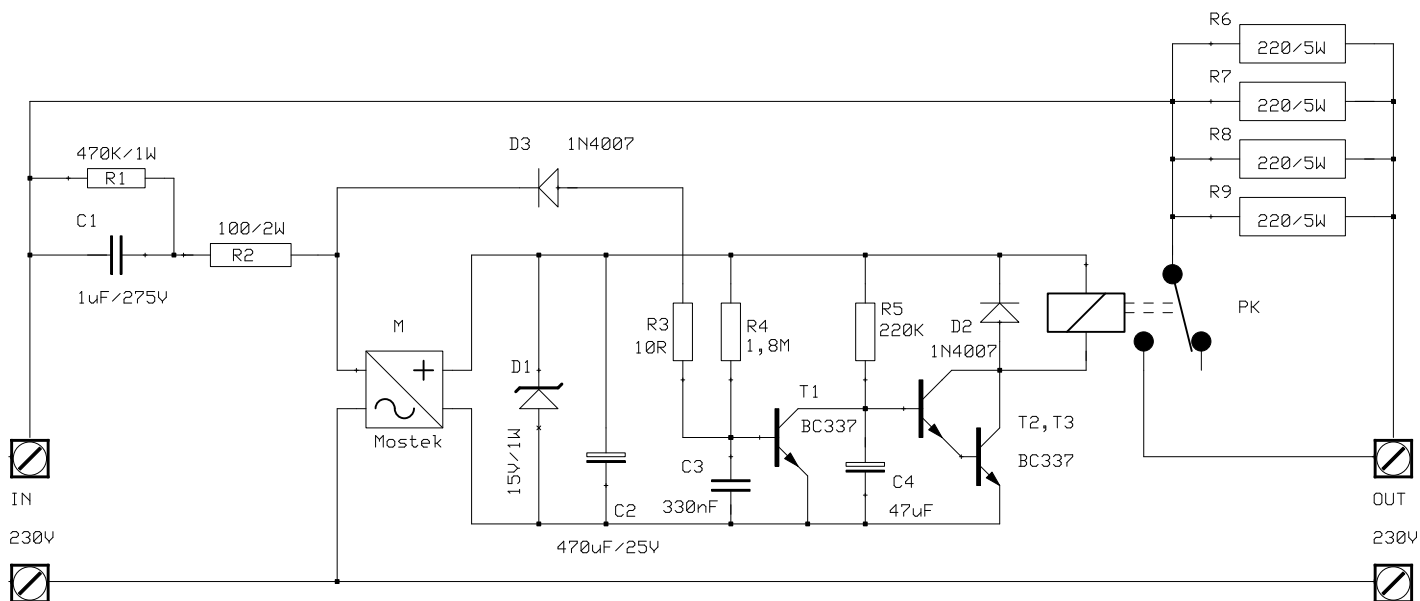 R6
220/5W
R7
220/5W
R8
220/5W
R9
220/5W
D3 1N4007
470K/1W
R1
C1
1uF/275V
100/2W
R2
M
+
Mostek
D1
15V/1W
C2
470uF/25V
R3
10R
R4
1,8M
C3
330nF
T1
BC337
R5
220K
C4
47uF
D2
1N4007
T2,T3
BC337
PK
IN
230V
OUT
230V